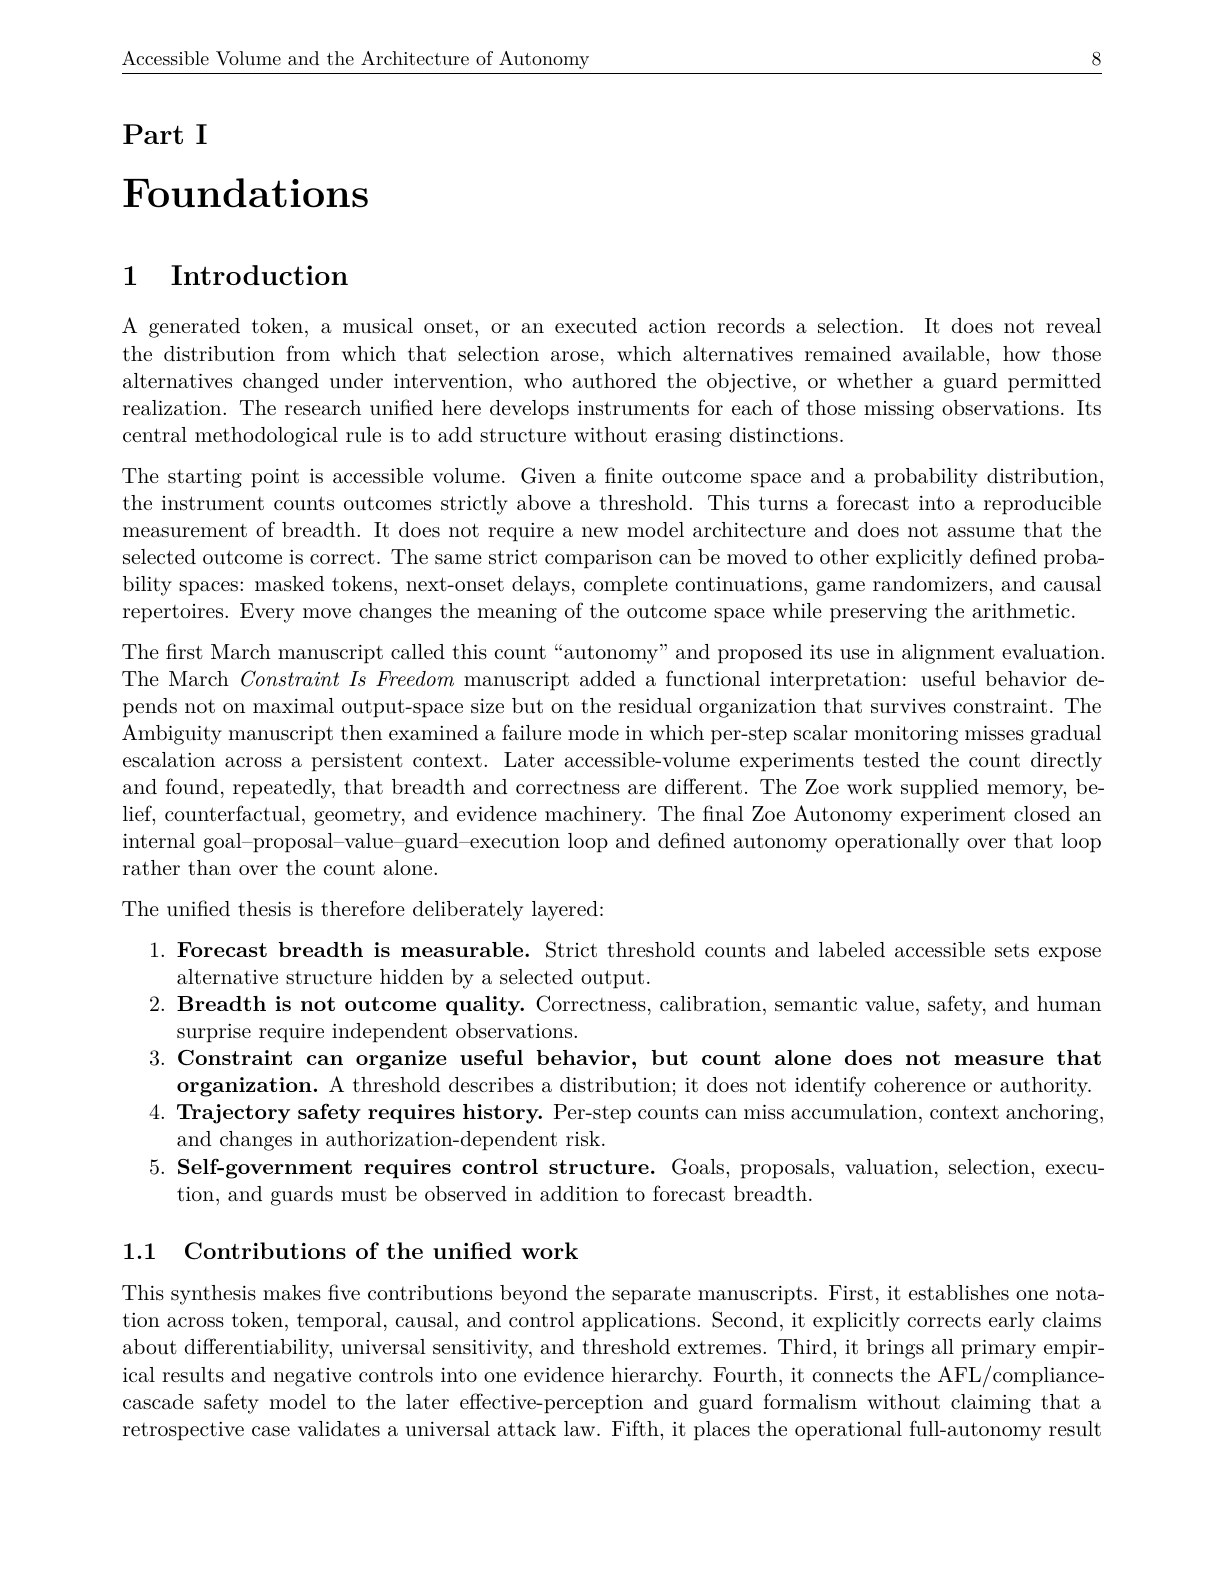 Accessible Volume and the Architecture of Autonomy 8
Part I
Foundations
1 Introduction
A generated token, a musical onset, or an executed action records a selection. It does not reveal
the distribution from which that selection arose, which alternatives remained available, how those
alternatives changed under intervention, who authored the objective, or whether a guard permitted
realization. The research unified here develops instruments for each of those missing observations. Its
central methodological rule is to add structure without erasing distinctions.
The starting point is accessible volume. Given a finite outcome space and a probability distribution,
the instrument counts outcomes strictly above a threshold. This turns a forecast into a reproducible
measurement of breadth. It does not require a new model architecture and does not assume that the
selected outcome is correct. The same strict comparison can be moved to other explicitly defined proba-
bility spaces: masked tokens, next-onset delays, complete continuations, game randomizers, and causal
repertoires. Every move changes the meaning of the outcome space while preserving the arithmetic.
The first March manuscript called this count “autonomy” and proposed its use in alignment evaluation.
The March Constraint Is Freedom manuscript added a functional interpretation: useful behavior de-
pends not on maximal output-space size but on the residual organization that survives constraint. The
Ambiguity manuscript then examined a failure mode in which per-step scalar monitoring misses gradual
escalation across a persistent context. Later accessible-volume experiments tested the count directly
and found, repeatedly, that breadth and correctness are different. The Zoe work supplied memory, be-
lief, counterfactual, geometry, and evidence machinery. The final Zoe Autonomy experiment closed an
internal goal–proposal–value–guard–execution loop and defined autonomy operationally over that loop
rather than over the count alone.
The unified thesis is therefore deliberately layered:
1. Forecast breadth is measurable. Strict threshold counts and labeled accessible sets expose
alternative structure hidden by a selected output.
2. Breadth is not outcome quality. Correctness, calibration, semantic value, safety, and human
surprise require independent observations.
3. Constraint can organize useful behavior, but count alone does not measure that
organization. A threshold describes a distribution; it does not identify coherence or authority.
4. Trajectory safety requires history. Per-step counts can miss accumulation, context anchoring,
and changes in authorization-dependent risk.
5. Self-government requires control structure. Goals, proposals, valuation, selection, execu-
tion, and guards must be observed in addition to forecast breadth.
1.1 Contributions of the unified work
This synthesis makes five contributions beyond the separate manuscripts. First, it establishes one nota-
tion across token, temporal, causal, and control applications. Second, it explicitly corrects early claims
about differentiability, universal sensitivity, and threshold extremes. Third, it brings all primary empir-
ical results and negative controls into one evidence hierarchy. Fourth, it connects the AFL/compliance-
cascade safety model to the later effective-perception and guard formalism without claiming that a
retrospective case validates a universal attack law. Fifth, it places the operational full-autonomy result